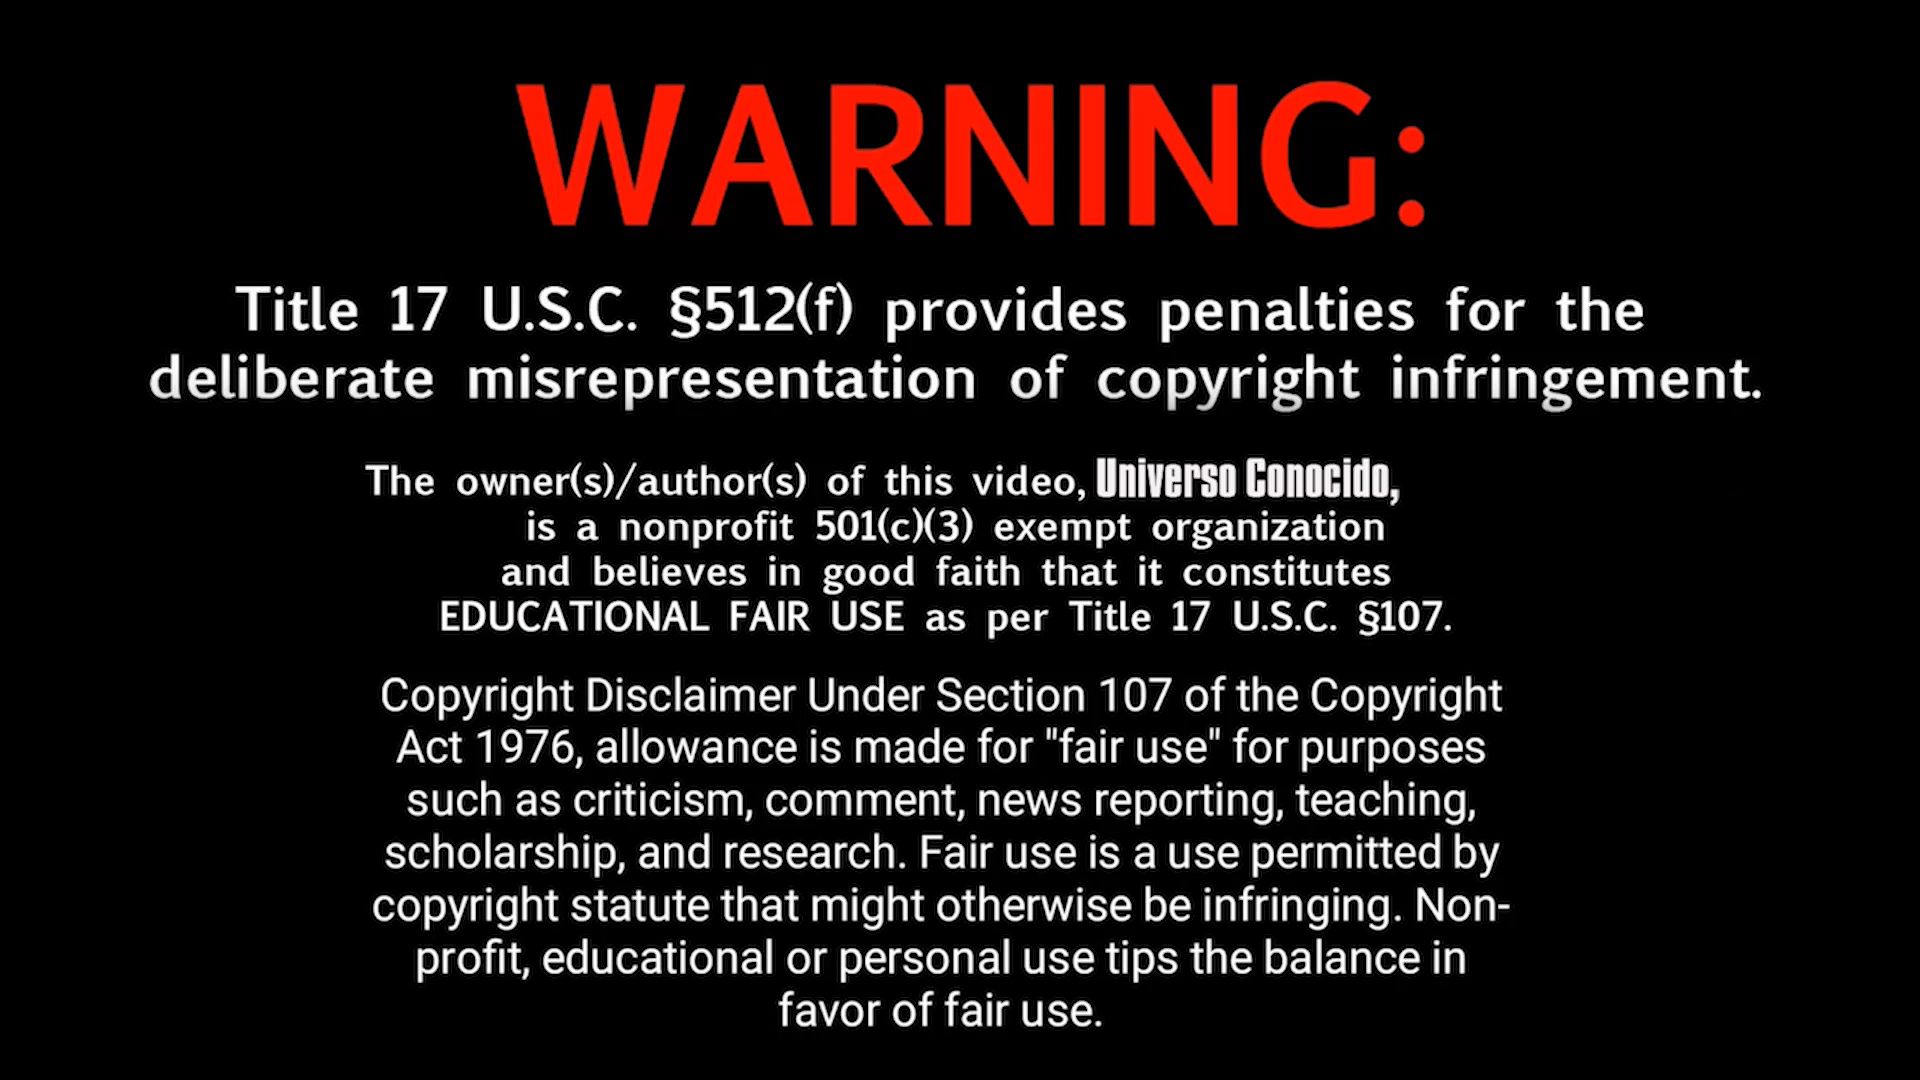 WARNING:
Title 17 U.S.C. §512(f) provides penalties for the
deliberate misrepresentation of copyright infringement.
The owner(s)/author(s) of this video, Universo Conocido,
is a nonprofit 501(c)(3) exempt organization
and believes in good faith that it constitutes
EDUCATIONAL FAIR USE as per Title 17 U.S.C. §107.
Copyright Disclaimer Under Section 107 of the Copyright
Act 1976, allowance is made for "fair use" for purposes
such as criticism, comment, news reporting, teaching,
scholarship, and research. Fair use is a use permitted by
copyright statute that might otherwise be infringing. Non-
profit, educational or personal use tips the balance in
favor of fair use.